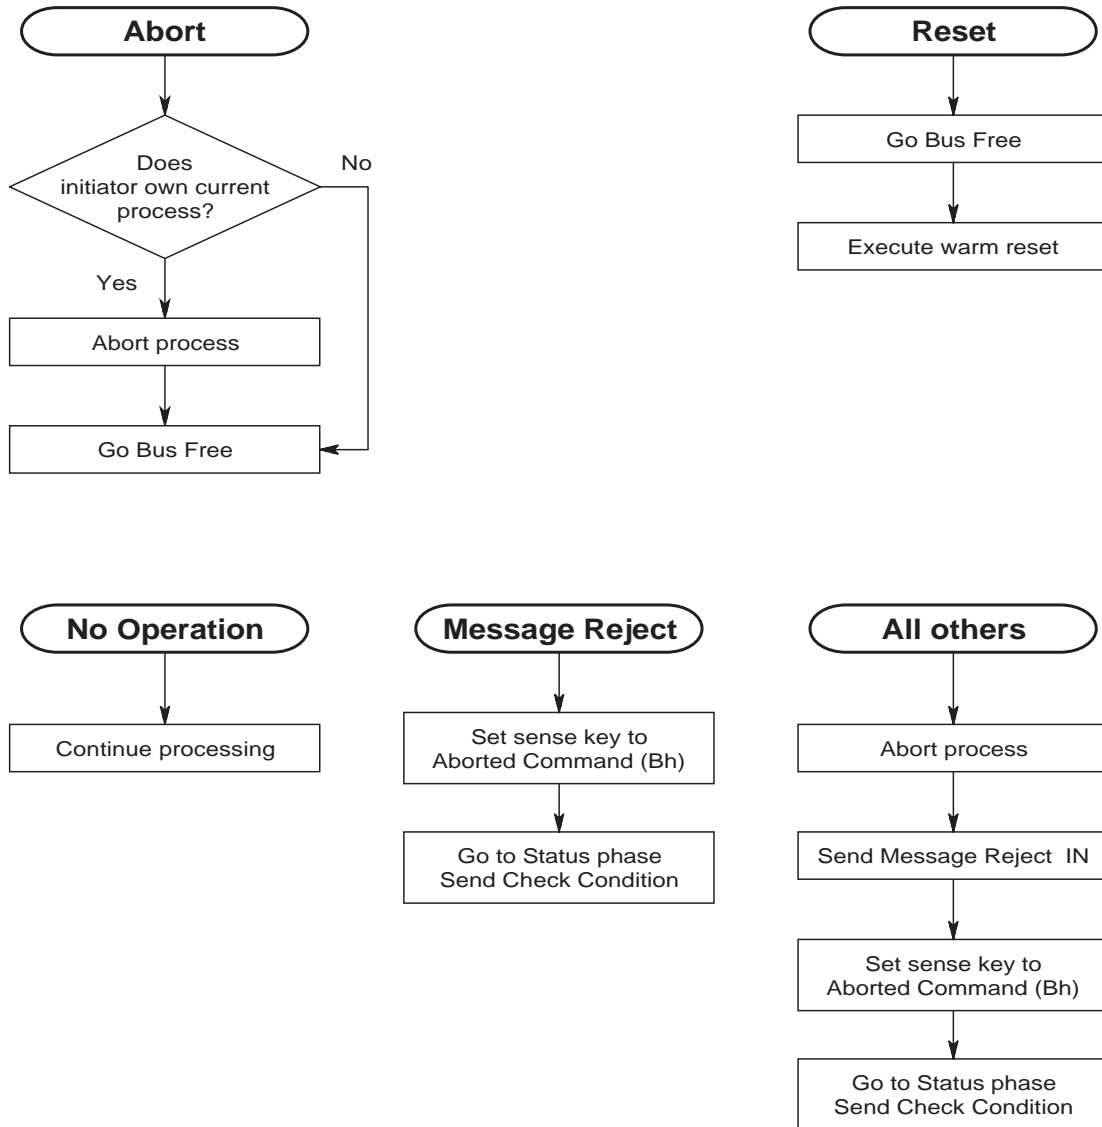 Abort
Does
initiator own current
process?
No
Yes
Abort process
Go Bus Free
Reset
Go Bus Free
Execute warm reset
No Operation
Continue processing
Message Reject
Set sense key to
Aborted Command (Bh)
Go to Status phase
Send Check Condition
All others
Abort process
Send Message Reject IN
Set sense key to
Aborted Command (Bh)
Go to Status phase
Send Check Condition